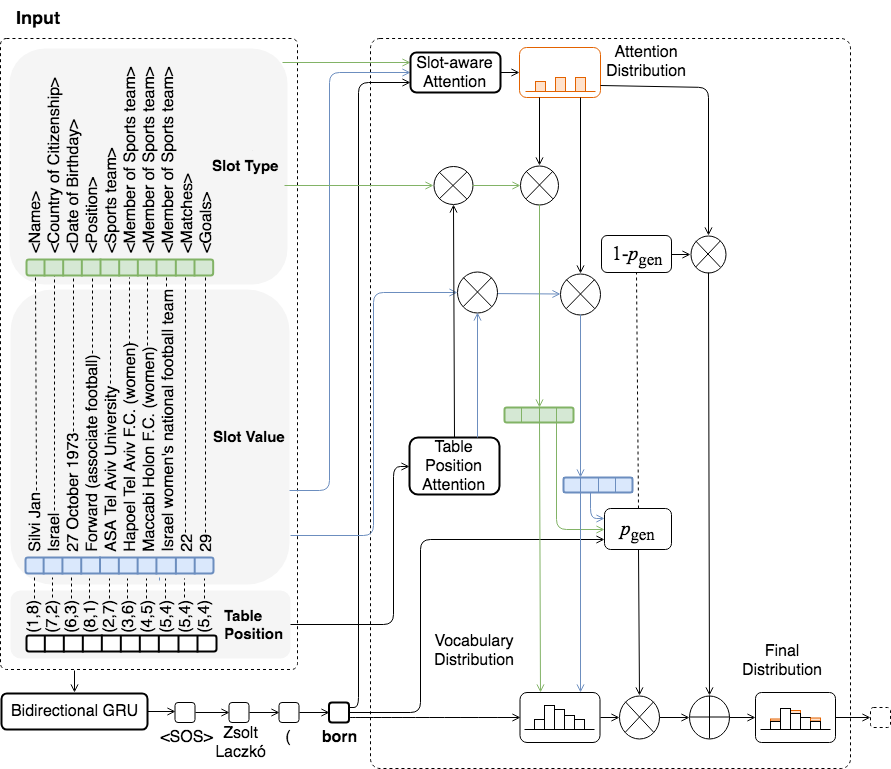 Input
<Name>
<Country of Citizenship>
<Date of Birthday>
<Position>
<Sports team>
<Member of Sports team>
<Member of Sports team>
<Member of Sports team>
<Matches>
<Goals>
Slot Type
Silvi Jan
Israel
27 October 1973
Forward (associate football)
ASA Tel Aviv University
Hapoel Tel Aviv F.C. (women)
Maccabi Holon F.C. (women)
Israel women's national football team
22
29
Slot Value
(1,8)
(7,2)
(6,3)
(8,1)
(2,7)
(3,6)
(4,5)
(5,4)
(5,4)
(5,4)
Table
Position
Bidirectional GRU
<SOS>
Zsolt
Laczkó
(
born
Slot-aware
Attention
Attention
Distribution
1-pgen
Table
Position
Attention
pgen
Vocabulary
Distribution
Final
Distribution